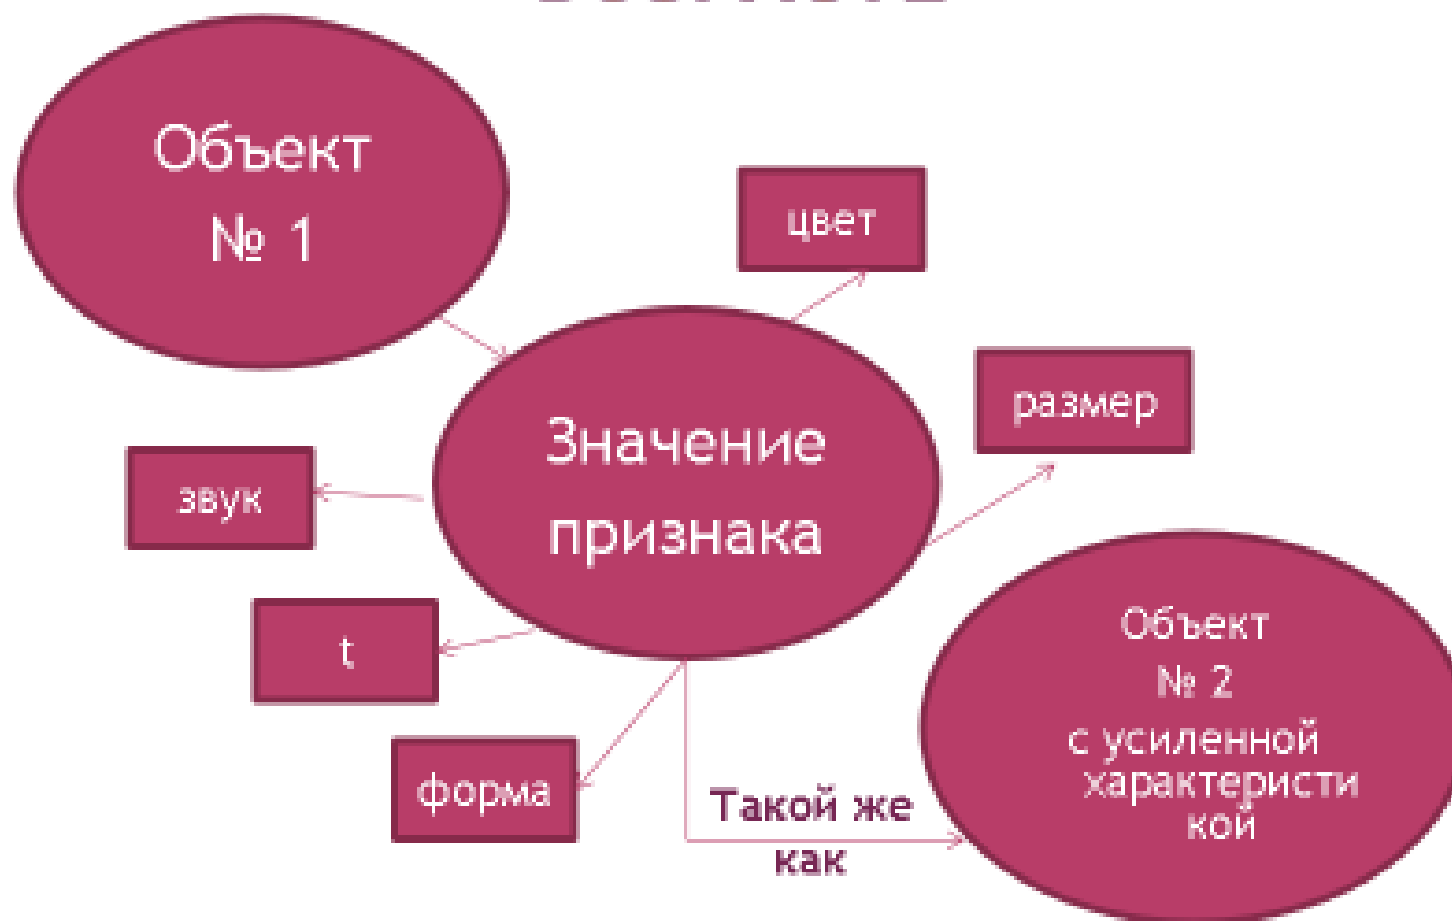 Объект
№ 1
цвет
размер
Значение
признака
звук
t
форма
Такой же
как
Объект
№ 2
с усиленной
характеристи
кой